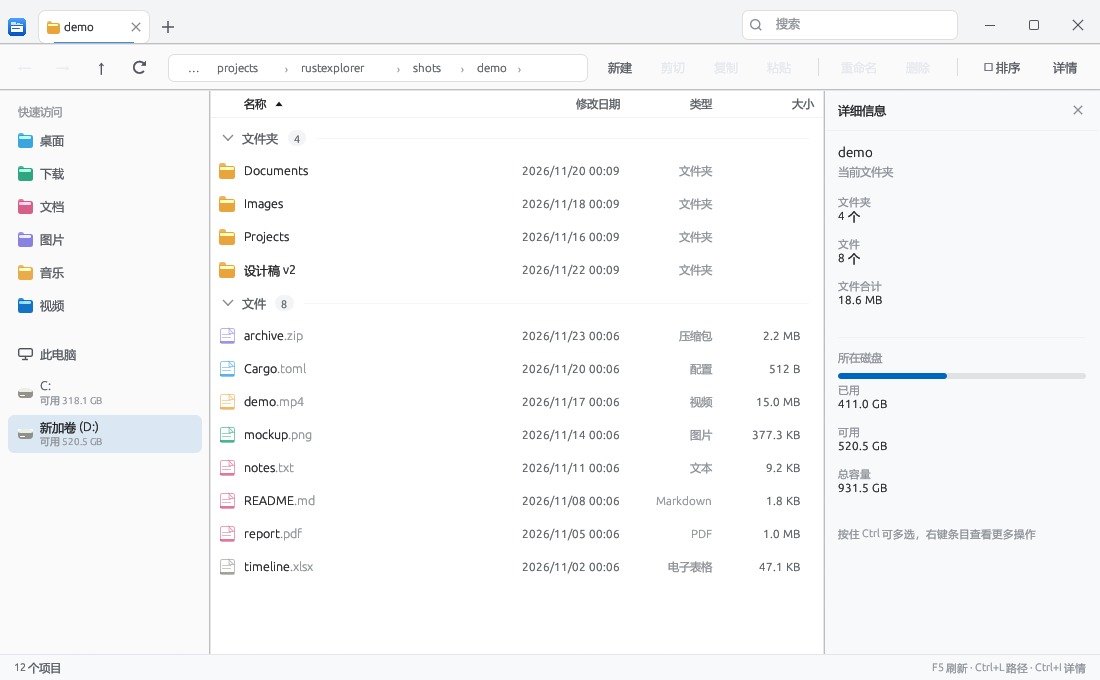 demo
搜索
... projects › rustexplorer › shots › demo ›
新建 剪切 复制 粘贴 重命名 删除 排序 详情
快速访问
桌面
下载
文档
图片
音乐
视频
此电脑
C:
可用 318.1 GB
新加卷 (D:)
可用 520.5 GB
名称 修改日期 类型 大小
文件夹 4
Documents 2026/11/20 00:09 文件夹
Images 2026/11/18 00:09 文件夹
Projects 2026/11/16 00:09 文件夹
设计稿 v2 2026/11/22 00:09 文件夹
文件 8
archive.zip 2026/11/23 00:06 压缩包 2.2 MB
Cargo.toml 2026/11/20 00:06 配置 512 B
demo.mp4 2026/11/17 00:06 视频 15.0 MB
mockup.png 2026/11/14 00:06 图片 377.3 KB
notes.txt 2026/11/11 00:06 文本 9.2 KB
README.md 2026/11/08 00:06 Markdown 1.8 KB
report.pdf 2026/11/05 00:06 PDF 1.0 MB
timeline.xlsx 2026/11/02 00:06 电子表格 47.1 KB
详细信息
demo
当前文件夹
文件夹
4 个
文件
8 个
文件合计
18.6 MB
所在磁盘
已用
411.0 GB
可用
520.5 GB
总容量
931.5 GB
按住 Ctrl 可多选，右键条目查看更多操作
12 个项目
F5 刷新 · Ctrl+L 路径 · Ctrl+I 详情